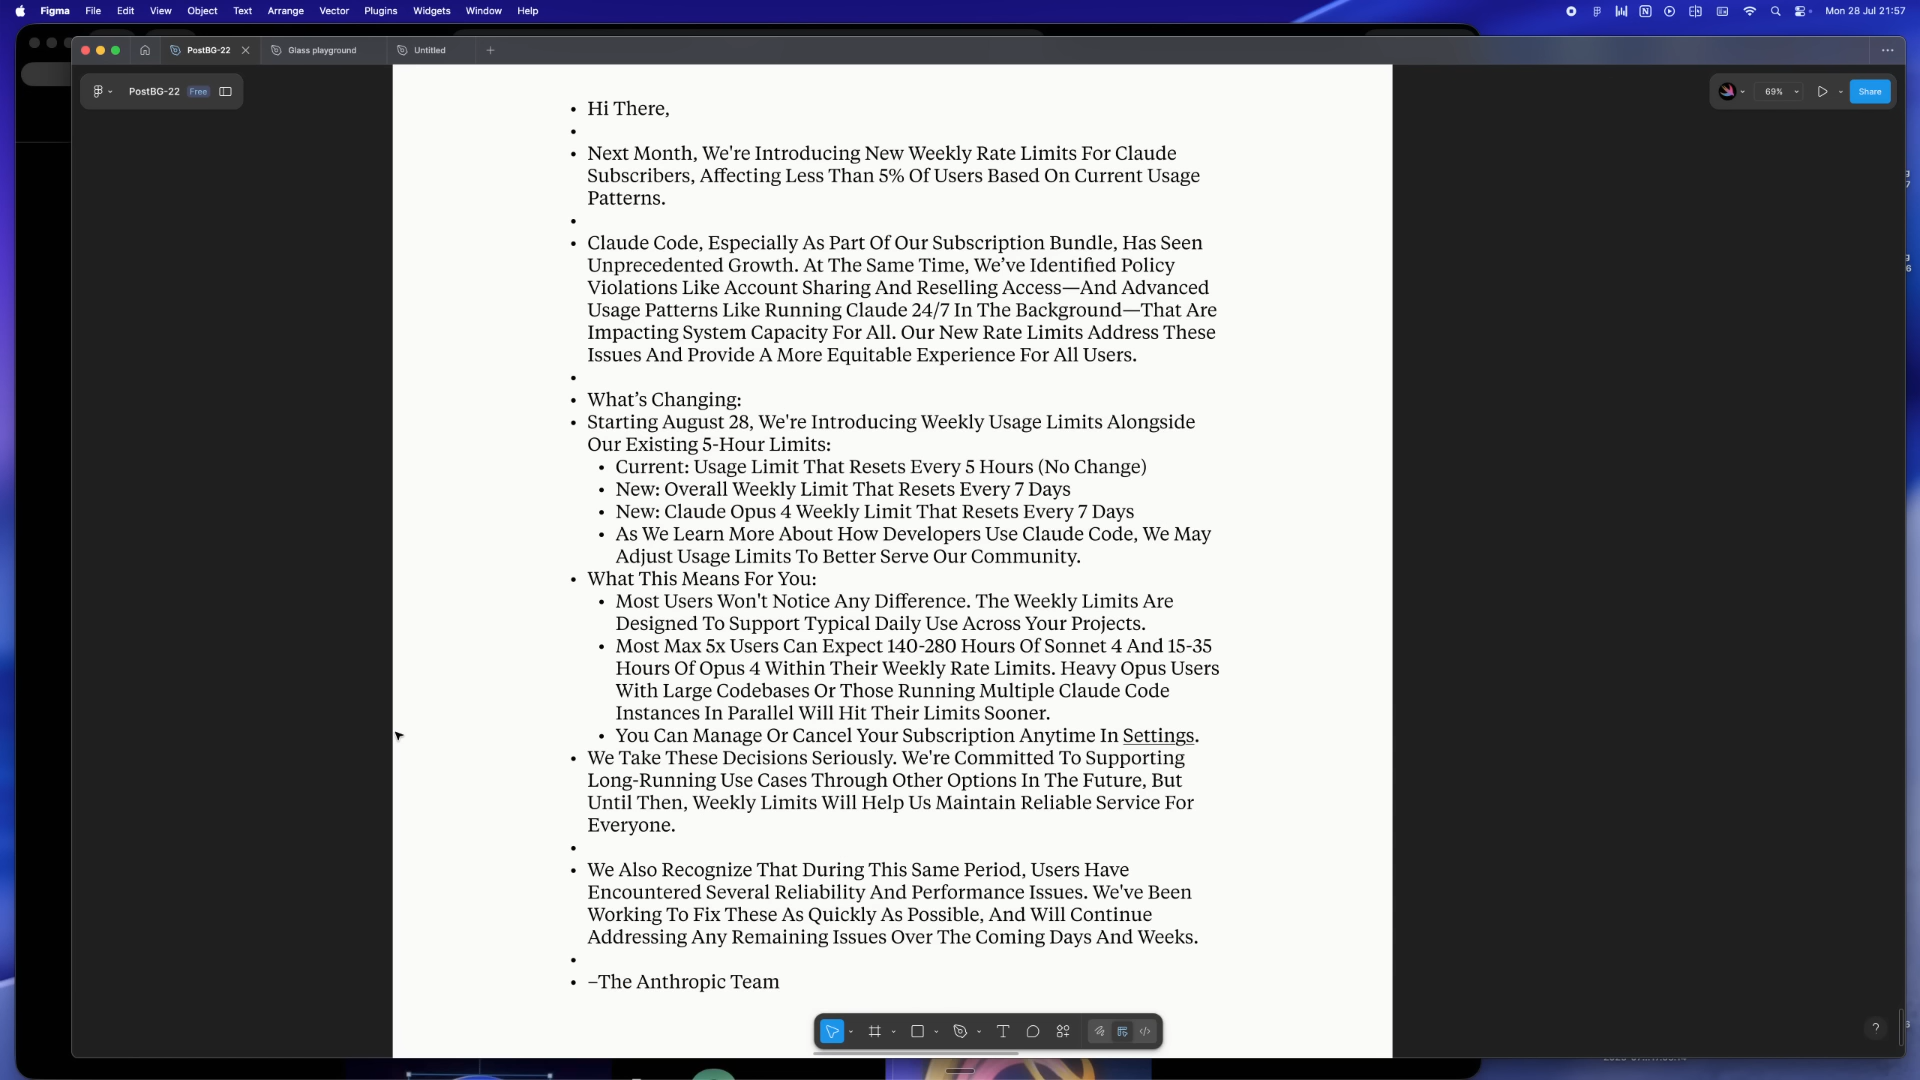 Figma File Edit View Object Text Arrange Vector Plugins Widgets Window Help Mon 28 Jul 21:57
PostBG-22 Glass playground Untitled
PostBG-22 Free 69% Share
• Hi There,
•
• Next Month, We're Introducing New Weekly Rate Limits For Claude
Subscribers, Affecting Less Than 5% Of Users Based On Current Usage
Patterns.
•
• Claude Code, Especially As Part Of Our Subscription Bundle, Has Seen
Unprecedented Growth. At The Same Time, We’ve Identified Policy
Violations Like Account Sharing And Reselling Access—And Advanced
Usage Patterns Like Running Claude 24/7 In The Background—That Are
Impacting System Capacity For All. Our New Rate Limits Address These
Issues And Provide A More Equitable Experience For All Users.
•
• What’s Changing:
• Starting August 28, We're Introducing Weekly Usage Limits Alongside
Our Existing 5-Hour Limits:
• Current: Usage Limit That Resets Every 5 Hours (No Change)
• New: Overall Weekly Limit That Resets Every 7 Days
• New: Claude Opus 4 Weekly Limit That Resets Every 7 Days
• As We Learn More About How Developers Use Claude Code, We May
Adjust Usage Limits To Better Serve Our Community.
• What This Means For You:
• Most Users Won't Notice Any Difference. The Weekly Limits Are
Designed To Support Typical Daily Use Across Your Projects.
• Most Max 5x Users Can Expect 140-280 Hours Of Sonnet 4 And 15-35
Hours Of Opus 4 Within Their Weekly Rate Limits. Heavy Opus Users
With Large Codebases Or Those Running Multiple Claude Code
Instances In Parallel Will Hit Their Limits Sooner.
• You Can Manage Or Cancel Your Subscription Anytime In Settings.
• We Take These Decisions Seriously. We're Committed To Supporting
Long-Running Use Cases Through Other Options In The Future, But
Until Then, Weekly Limits Will Help Us Maintain Reliable Service For
Everyone.
•
• We Also Recognize That During This Same Period, Users Have
Encountered Several Reliability And Performance Issues. We've Been
Working To Fix These As Quickly As Possible, And Will Continue
Addressing Any Remaining Issues Over The Coming Days And Weeks.
•
• –The Anthropic Team
?